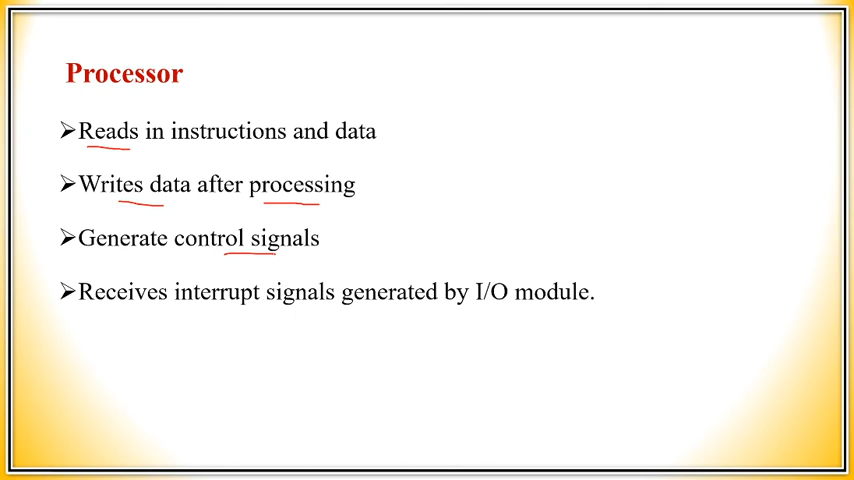 Processor
➢Reads in instructions and data
➢Writes data after processing
➢Generate control signals
➢Receives interrupt signals generated by I/O module.